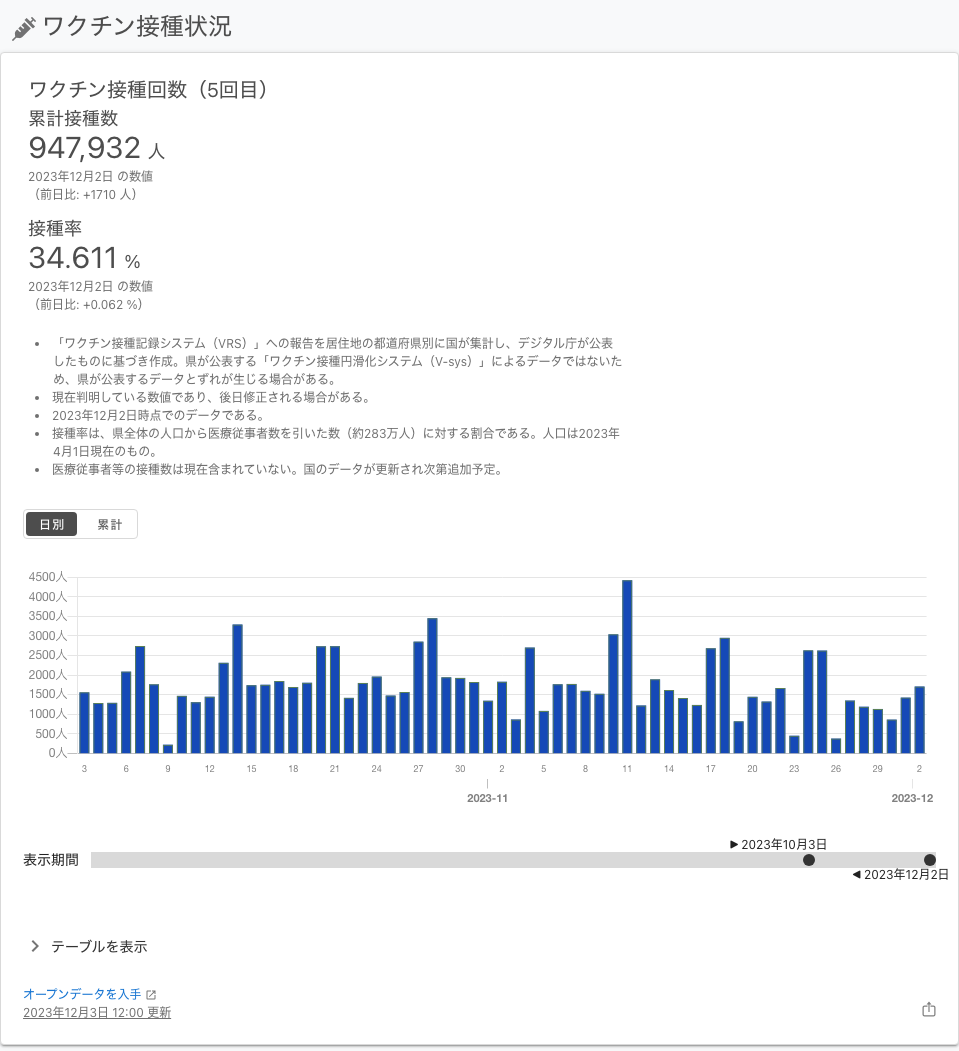 ワクチン接種状況
ワクチン接種回数（5回目）
累計接種数
947,932 人
2023年12月2日 の数値
（前日比: +1710 人）
接種率
34.611 %
2023年12月2日 の数値
（前日比: +0.062 %）
• 「ワクチン接種記録システム（VRS）」への報告を居住地の都道府県別に国が集計し、デジタル庁が公表
したものに基づき作成。県が公表する「ワクチン接種円滑化システム（V-sys）」によるデータではないた
め、県が公表するデータとずれが生じる場合がある。
• 現在判明している数値であり、後日修正される場合がある。
• 2023年12月2日時点でのデータである。
• 接種率は、県全体の人口から医療従事者数を引いた数（約283万人）に対する割合である。人口は2023年
4月1日現在のもの。
• 医療従事者等の接種数は現在含まれていない。国のデータが更新され次第追加予定。
日別 累計
4500人
4000人
3500人
3000人
2500人
2000人
1500人
1000人
500人
0人
3 6 9 12 15 18 21 24 27 30 2 5 8 11 14 17 20 23 26 29 2
2023-11 2023-12
2023年10月3日
表示期間
2023年12月2日
テーブルを表示
オープンデータを入手
2023年12月3日 12:00 更新